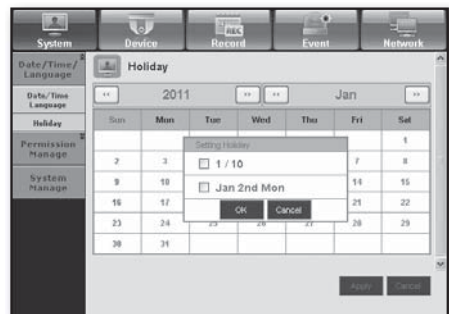 System Device Record Event Network
REC
Date/Time/
Language
Date/Time
Language
Holiday
Permission
Manage
System
Manage
Holiday
<< 2011 >> << Jan >>
Sun Mon Tue Wed Thu Fri Sat
1
2 3 7 8
9 10 14 15
16 17 21 22
23 24 25 26 27 28 29
30 31
Setting Holiday
1 / 10
Jan 2nd Mon
OK Cancel
Apply Cancel